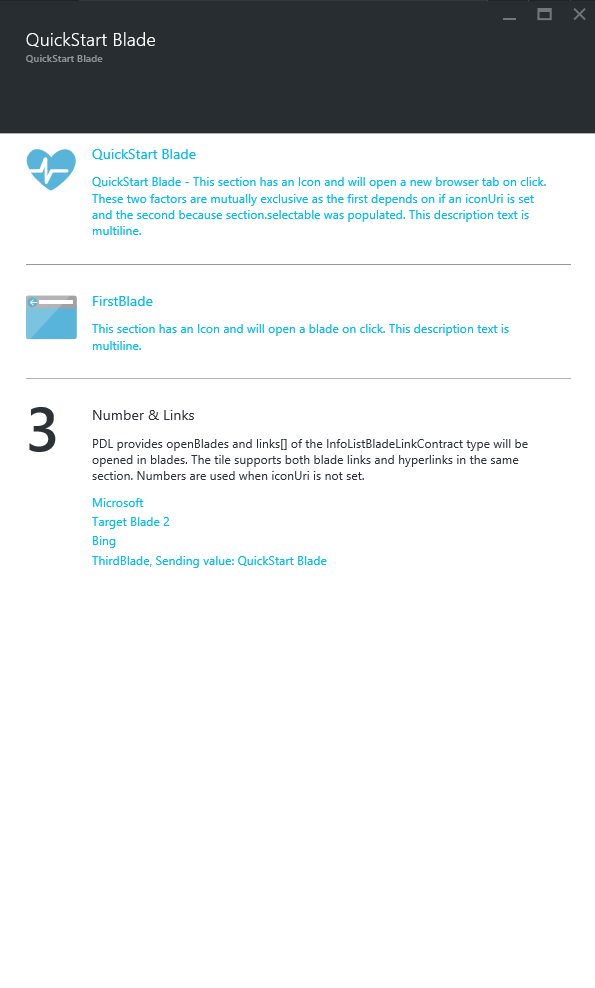 QuickStart Blade
QuickStart Blade
QuickStart Blade
QuickStart Blade - This section has an Icon and will open a new browser tab on click.
These two factors are mutually exclusive as the first depends on if an iconUri is set
and the second because section.selectable was populated. This description text is
multiline.
FirstBlade
This section has an Icon and will open a blade on click. This description text is
multiline.
3
Number & Links
PDL provides openBlades and links[] of the InfoListBladeLinkContract type will be
opened in blades. The tile supports both blade links and hyperlinks in the same
section. Numbers are used when iconUri is not set.
Microsoft
Target Blade 2
Bing
ThirdBlade, Sending value: QuickStart Blade